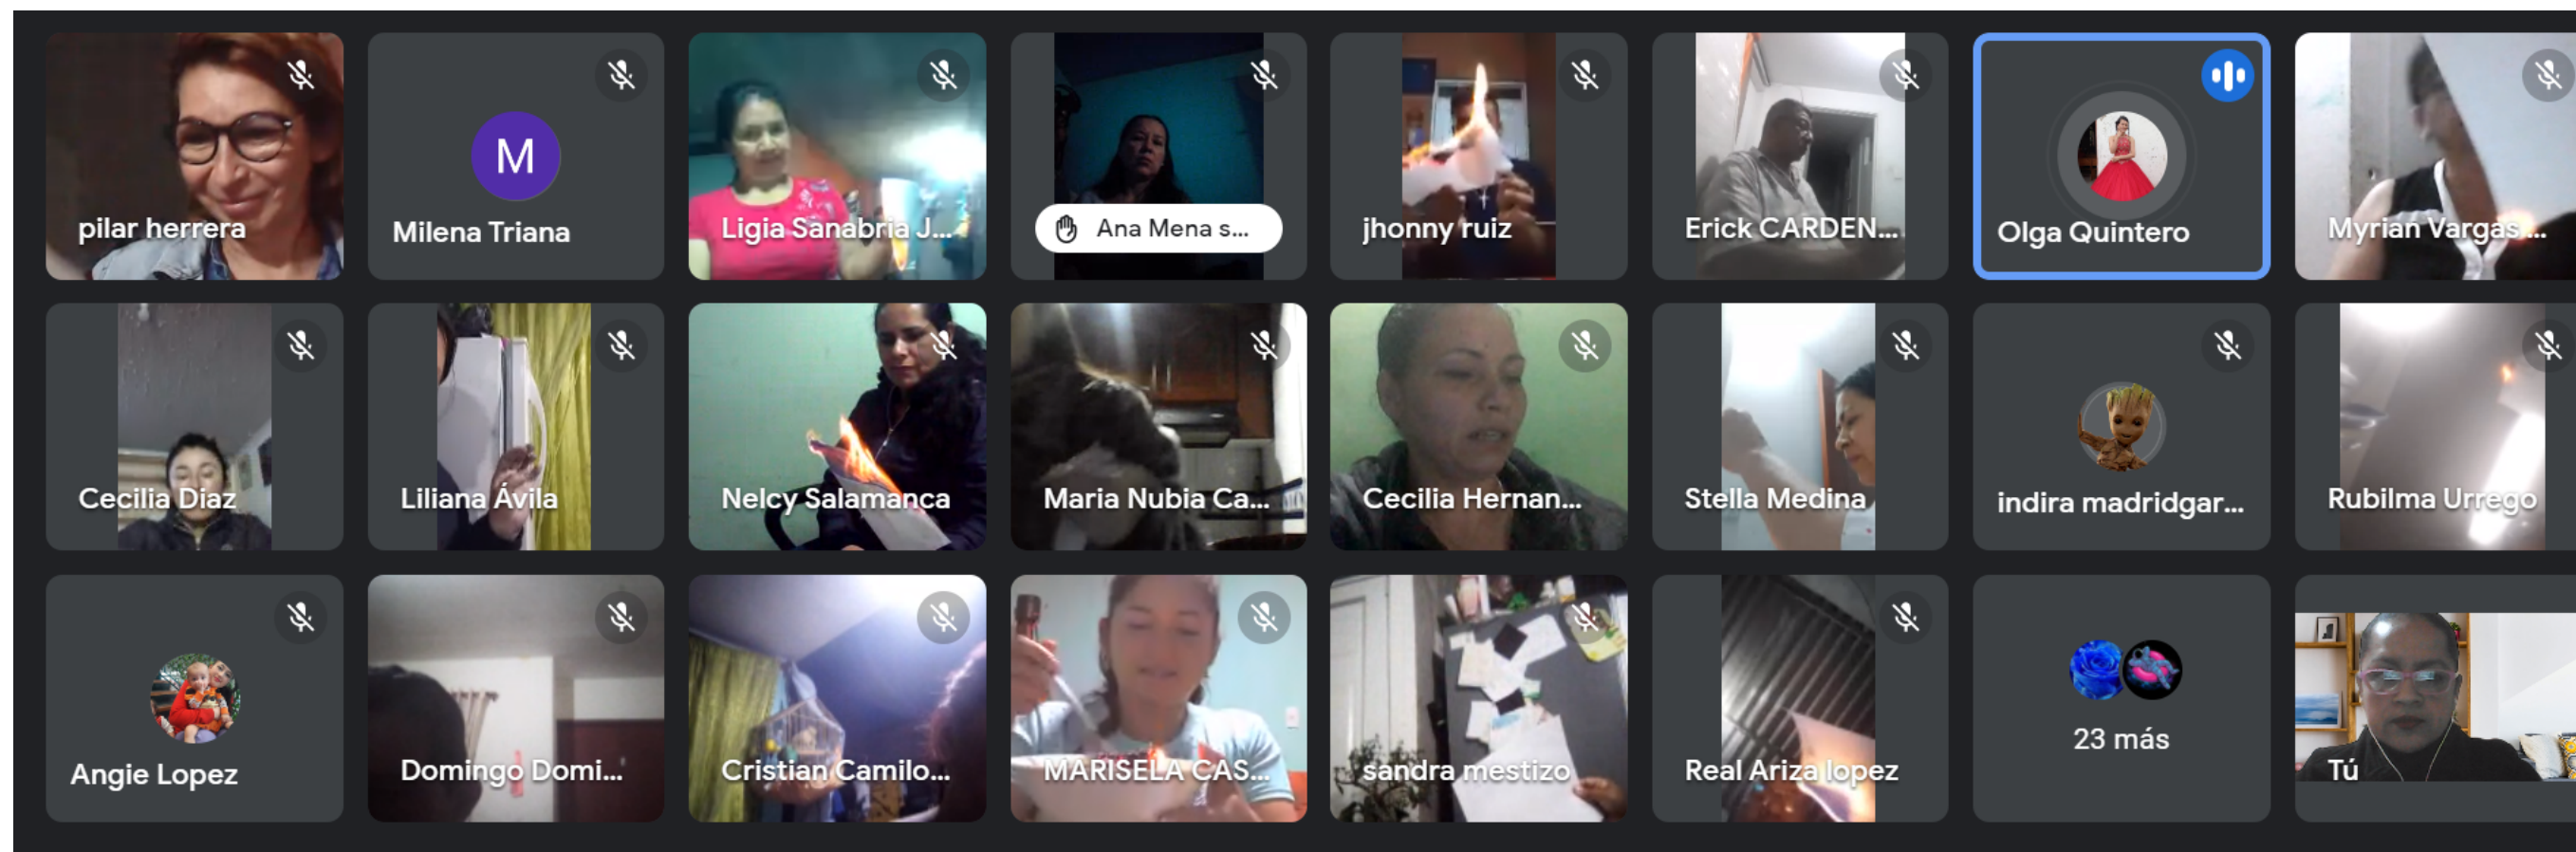 pilar herrera
M
Milena Triana
Ligia Sanabria J...
Ana Mena s...
jhonny ruiz
Erick CARDEN...
Olga Quintero
Myrian Vargas ...
Cecilia Diaz
Liliana Ávila
Nelcy Salamanca
Maria Nubia Ca...
Cecilia Hernan...
Stella Medina
indira madridgar...
Rubilma Urrego
Angie Lopez
Domingo Domi...
Cristian Camilo...
MARISELA CAS...
sandra mestizo
Real Ariza lopez
23 más
Tú